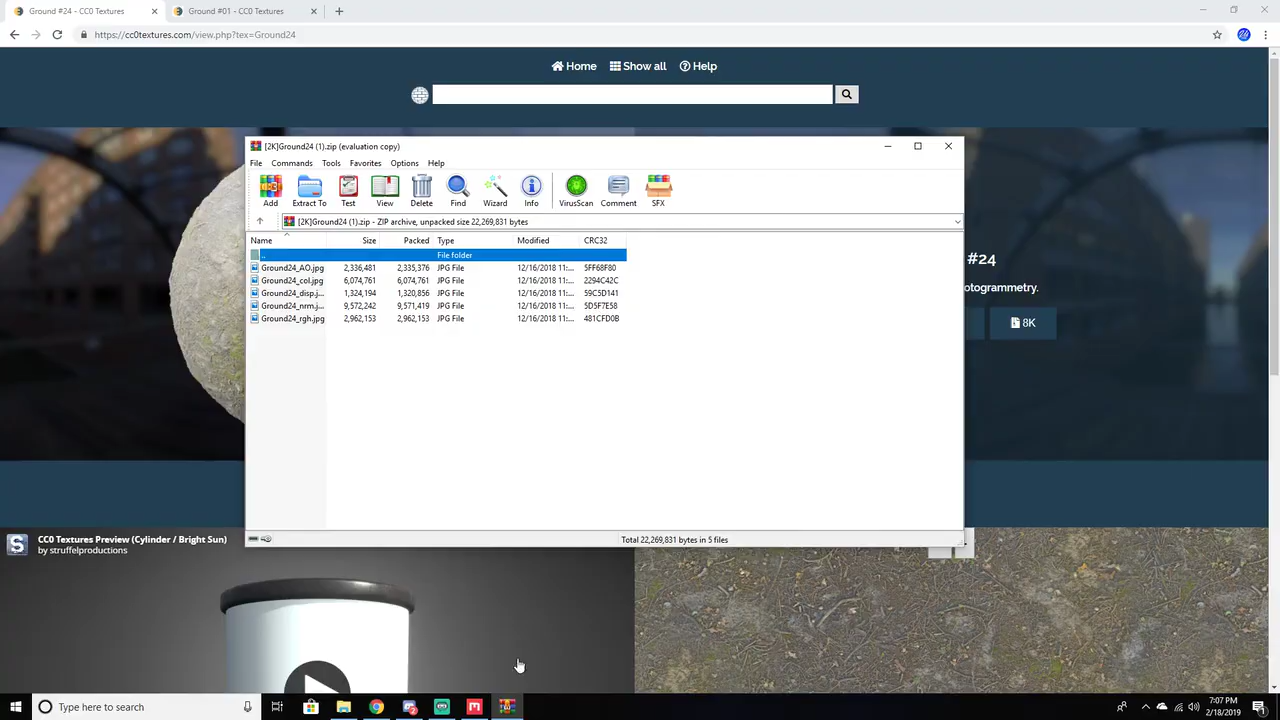 Ground #24 - CC0 Textures
Ground #01 - CC0 Textures
https://cc0textures.com/view.php?tex=Ground24
Home
Show all
Help
[2K]Ground24 (1).zip (evaluation copy)
File Commands Tools Favorites Options Help
Add Extract To Test View Delete Find Wizard Info VirusScan Comment SFX
[2K]Ground24 (1).zip - ZIP archive, unpacked size 22,269,831 bytes
Name Size Packed Type Modified CRC32
.. File folder
Ground24_AO.jpg 2,336,481 2,335,376 JPG File 12/16/2018 11:... 5FF68F80
Ground24_col.jpg 6,074,761 6,074,761 JPG File 12/16/2018 11:... 2294C42C
Ground24_disp.j... 1,324,194 1,320,856 JPG File 12/16/2018 11:... 59C5D141
Ground24_nrm.j... 9,572,242 9,571,419 JPG File 12/16/2018 11:... 5D5F7E58
Ground24_rgh.jpg 2,962,153 2,962,153 JPG File 12/16/2018 11:... 481CFD0B
#24
otogrammetry.
8K
Total 22,269,831 bytes in 5 files
CC0 Textures Preview (Cylinder / Bright Sun)
by struffelproductions
Type here to search
7:07 PM
2/18/2019